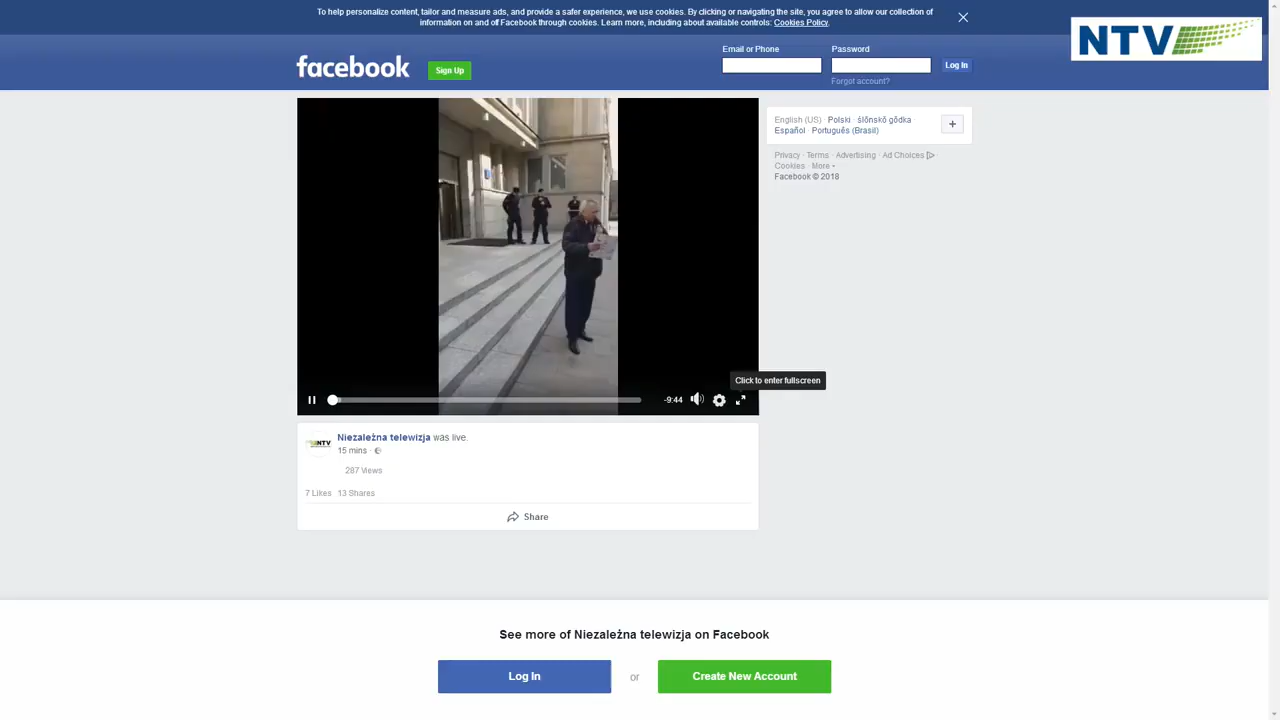 To help personalize content, tailor and measure ads, and provide a safer experience, we use cookies. By clicking or navigating the site, you agree to allow our collection of
information on and off Facebook through cookies. Learn more, including about available controls: Cookies Policy.
NTV
facebook
Sign Up
Email or Phone
Password
Log In
Forgot account?
English (US) · Polski · ślōnskŏ gŏdka ·
Español · Português (Brasil)
+
Privacy · Terms · Advertising · Ad Choices ·
Cookies · More
Facebook © 2018
Click to enter fullscreen
-9:44
NTV
Niezależna telewizja was live.
15 mins ·
287 Views
7 Likes 13 Shares
Share
See more of Niezależna telewizja on Facebook
Log In
or
Create New Account